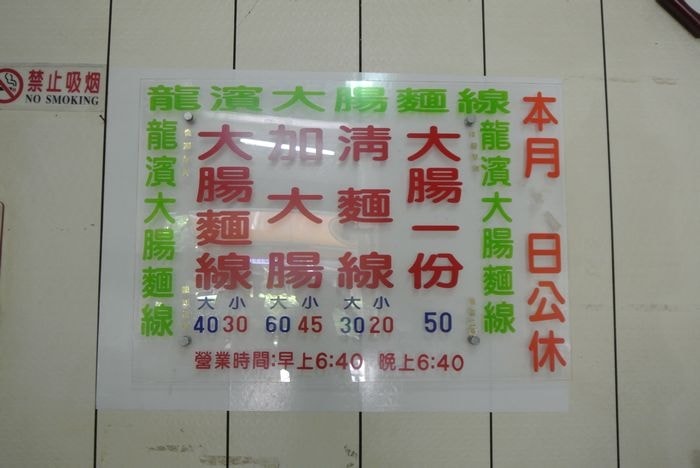 禁止吸烟
NO SMOKING
龍濱大腸麵線
龍濱大腸麵線
大腸麵線
大 小
40 30
加大腸
大 小
60 45
清麵線
大 小
30 20
大腸一份
50
龍濱大腸麵線
營業時間:早上6:40 晚上6:40
本月 日公休